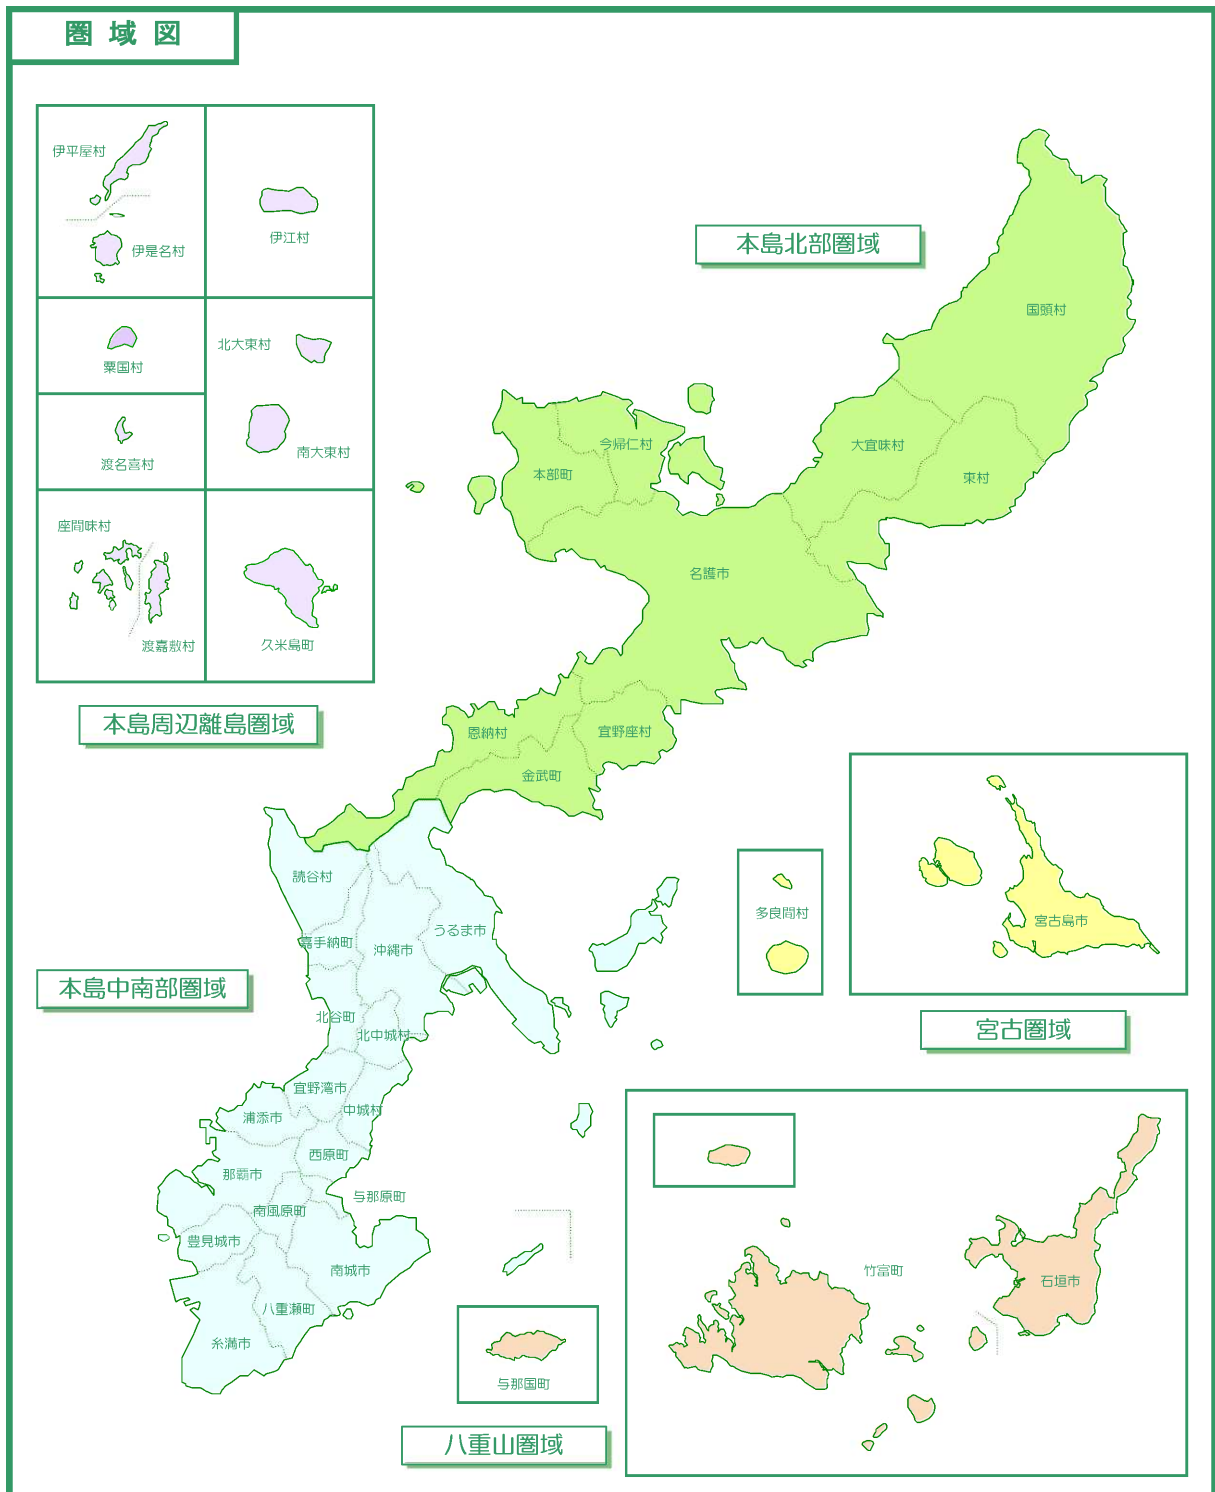 圏域図
伊平屋村
伊是名村
伊江村
粟国村
北大東村
南大東村
渡名喜村
座間味村
渡嘉敷村
久米島町
本島周辺離島圏域
本島北部圏域
国頭村
大宜味村
東村
今帰仁村
本部町
名護市
恩納村
宜野座村
金武町
本島中南部圏域
読谷村
嘉手納町
沖縄市
うるま市
北谷町
北中城村
宜野湾市
中城村
浦添市
西原町
那覇市
与那原町
南風原町
豊見城市
南城市
八重瀬町
糸満市
多良間村
宮古島市
宮古圏域
竹富町
石垣市
与那国町
八重山圏域